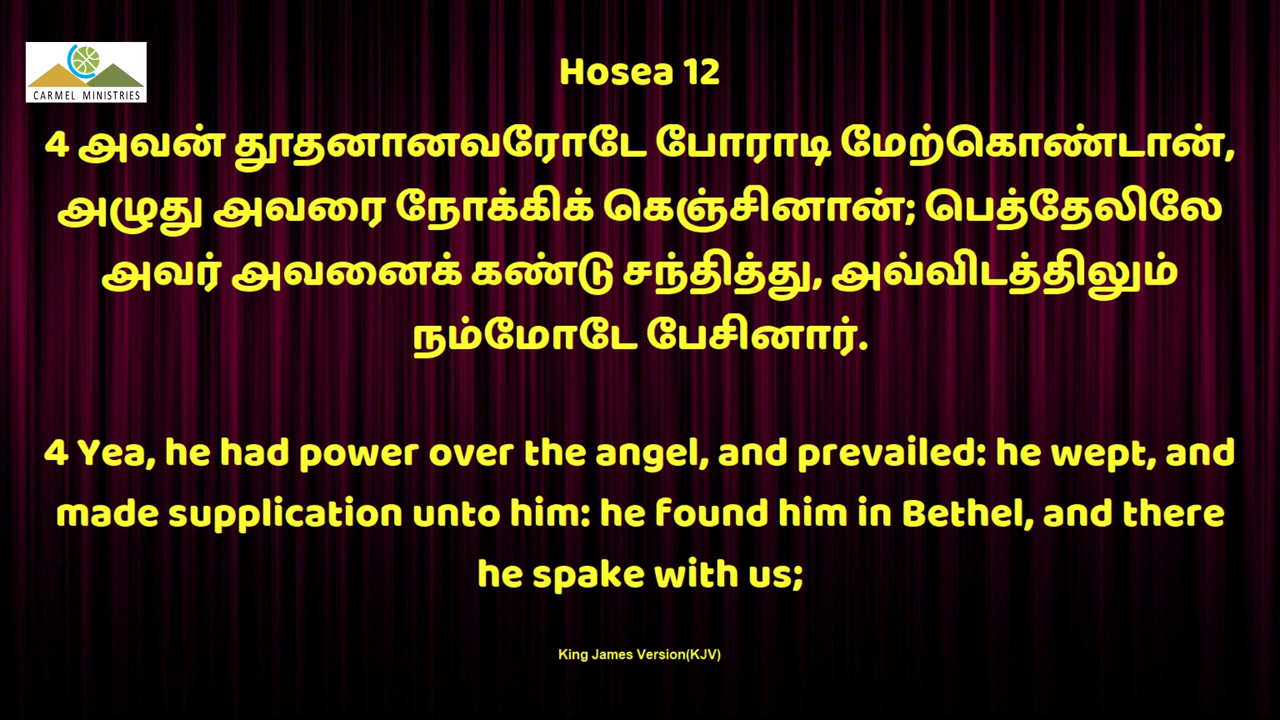 CARMEL MINISTRIES
Hosea 12
4 அவன் தூதனானவரோடே போராடி மேற்கொண்டான்,
அழுது அவரை நோக்கிக் கெஞ்சினான்; பெத்தேலிலே
அவர் அவனைக் கண்டு சந்தித்து, அவ்விடத்திலும்
நம்மோடே பேசினார்.
4 Yea, he had power over the angel, and prevailed: he wept, and
made supplication unto him: he found him in Bethel, and there
he spake with us;
King James Version(KJV)